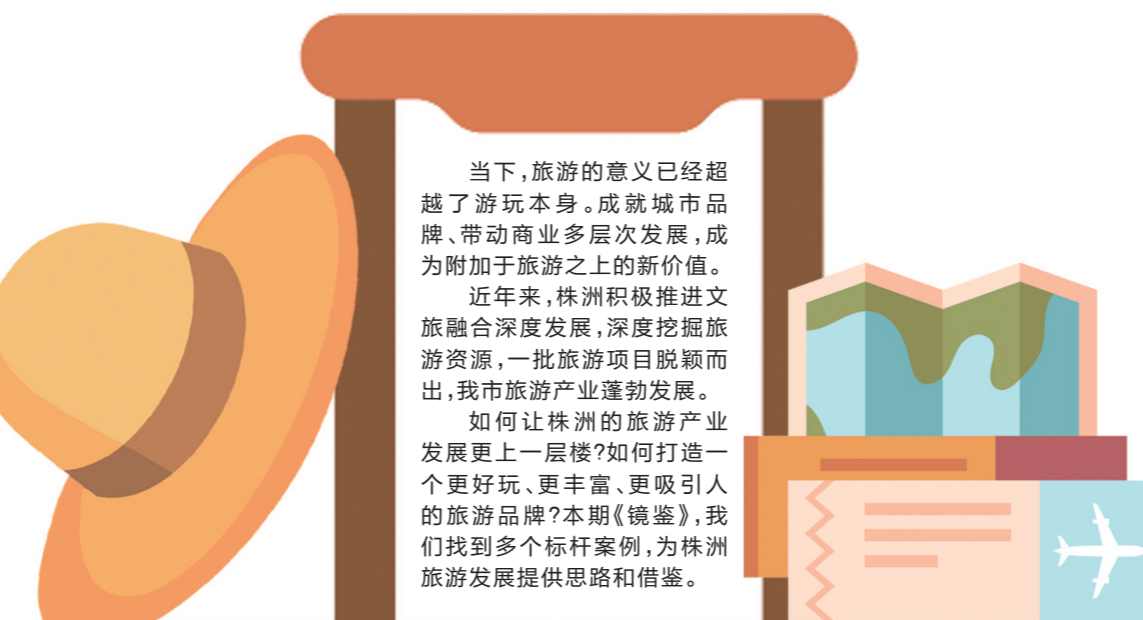 当下,旅游的意义已经超
越了游玩本身。成就城市品
牌、带动商业多层次发展,成
为附加于旅游之上的新价值。
近年来,株洲积极推进文
旅融合深度发展,深度挖掘旅
游资源,一批旅游项目脱颖而
出,我市旅游产业蓬勃发展。
如何让株洲的旅游产业
发展更上一层楼?如何打造一
个更好玩、更丰富、更吸引人
的旅游品牌?本期《镜鉴》,我
们找到多个标杆案例,为株洲
旅游发展提供思路和借鉴。